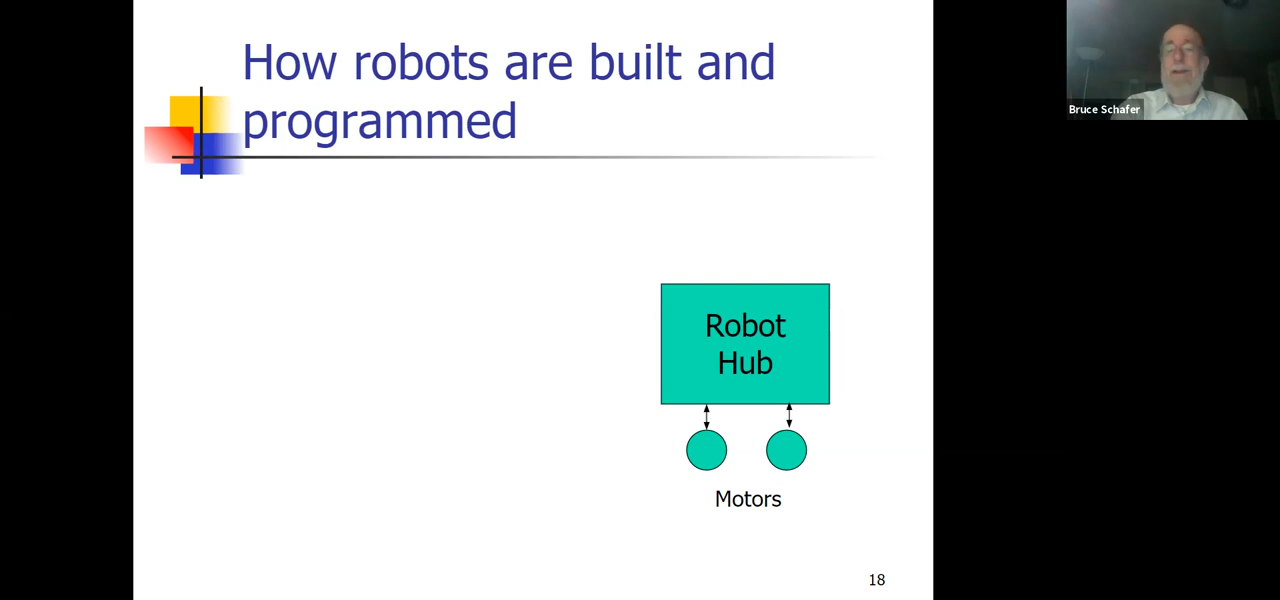 How robots are built and
programmed
Bruce Schafer
Robot
Hub
Motors
18